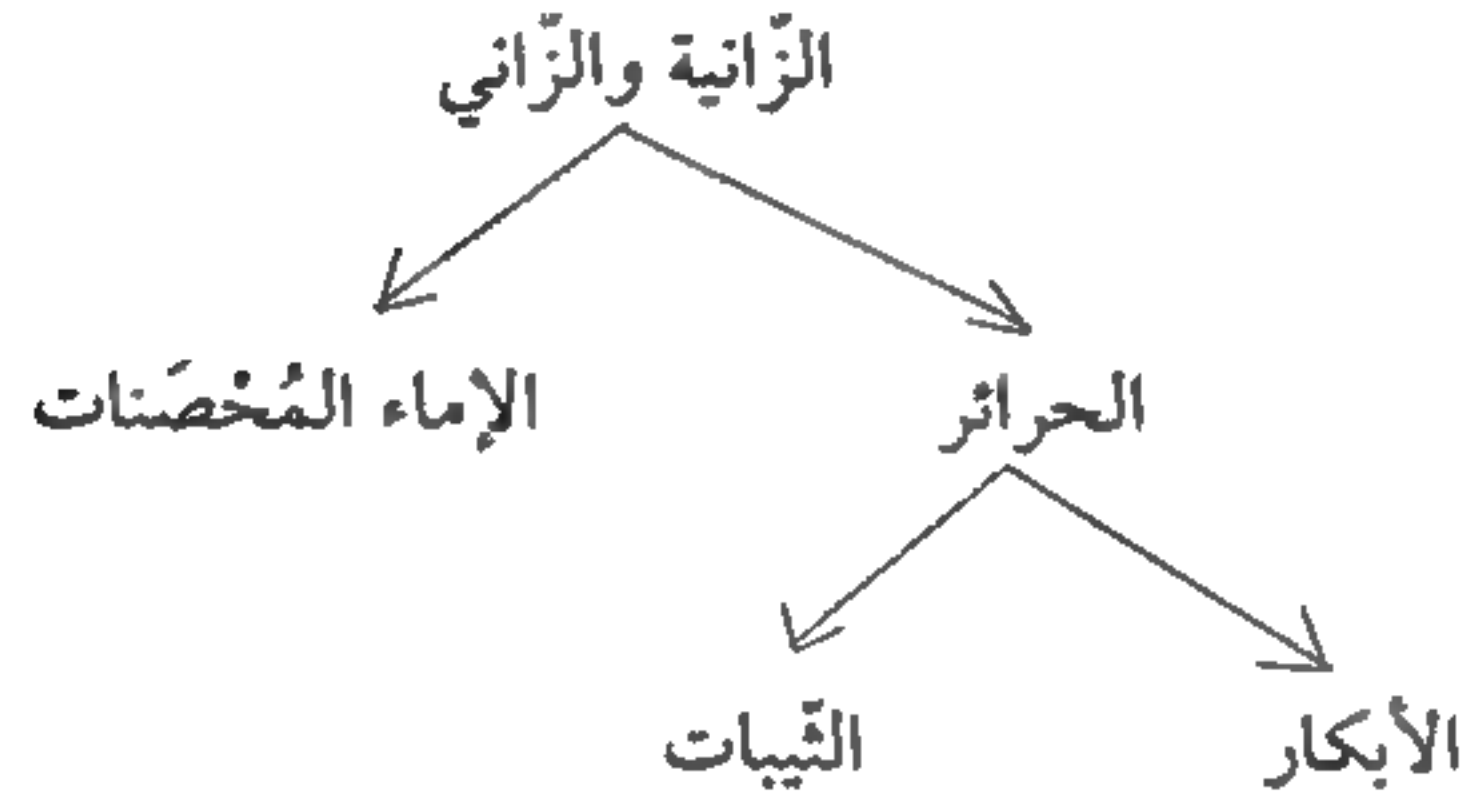 الزّانية والزّاني
الحرائر
الإماء المُحْصَنات
الأبكار
الثّيبات